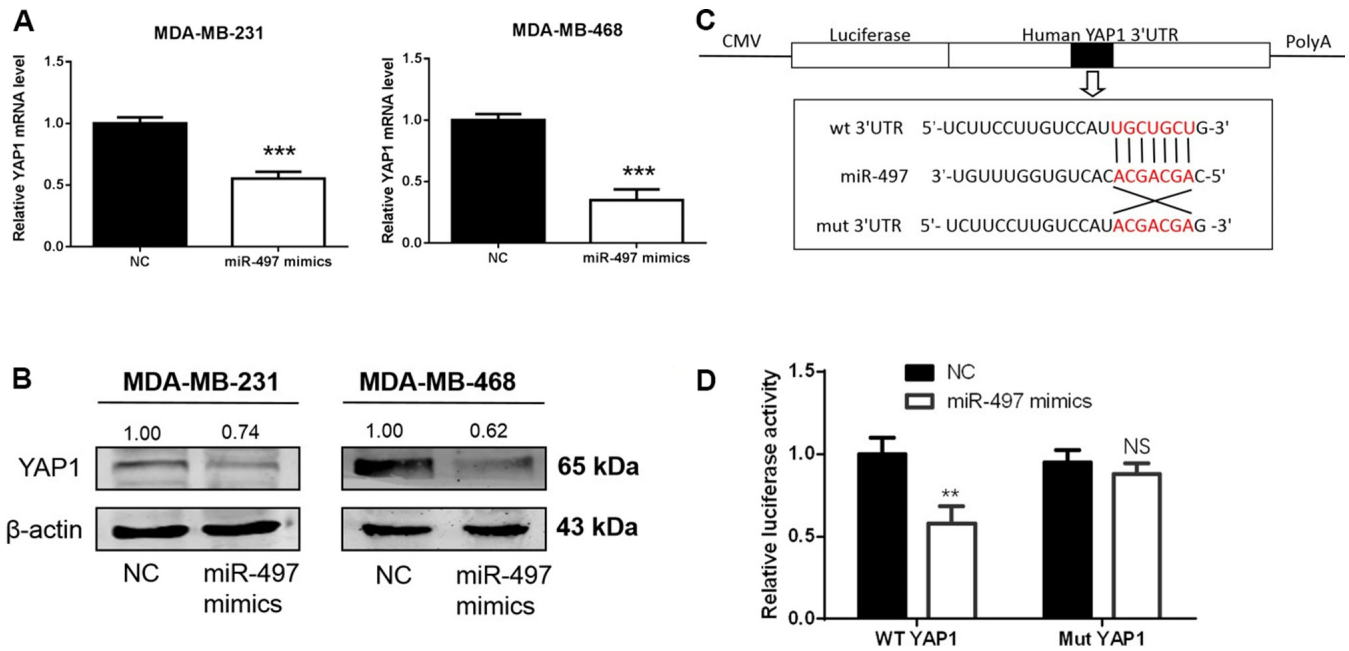 A
MDA-MB-231
Relative YAP1 mRNA level
1.5
1.0
0.5
0.0
***
NC
miR-497 mimics
MDA-MB-468
Relative YAP1 mRNA level
1.5
1.0
0.5
0.0
***
NC
miR-497 mimics
C
CMV
Luciferase
Human YAP1 3'UTR
PolyA
wt 3'UTR 5'-UCUUCCUUGUCCAUUGCUGCUG-3'
miR-497 3'-UGUUUGGUGUCACACGACGAC-5'
mut 3'UTR 5'- UCUUCCUUGUCCAUACGACGAG -3'
B
MDA-MB-231
MDA-MB-468
1.00 0.74
1.00 0.62
YAP1
65 kDa
β-actin
43 kDa
NC
miR-497
mimics
NC
miR-497
mimics
D
NC
miR-497 mimics
Relative luciferase activity
1.5
1.0
0.5
0.0
**
NS
WT YAP1
Mut YAP1